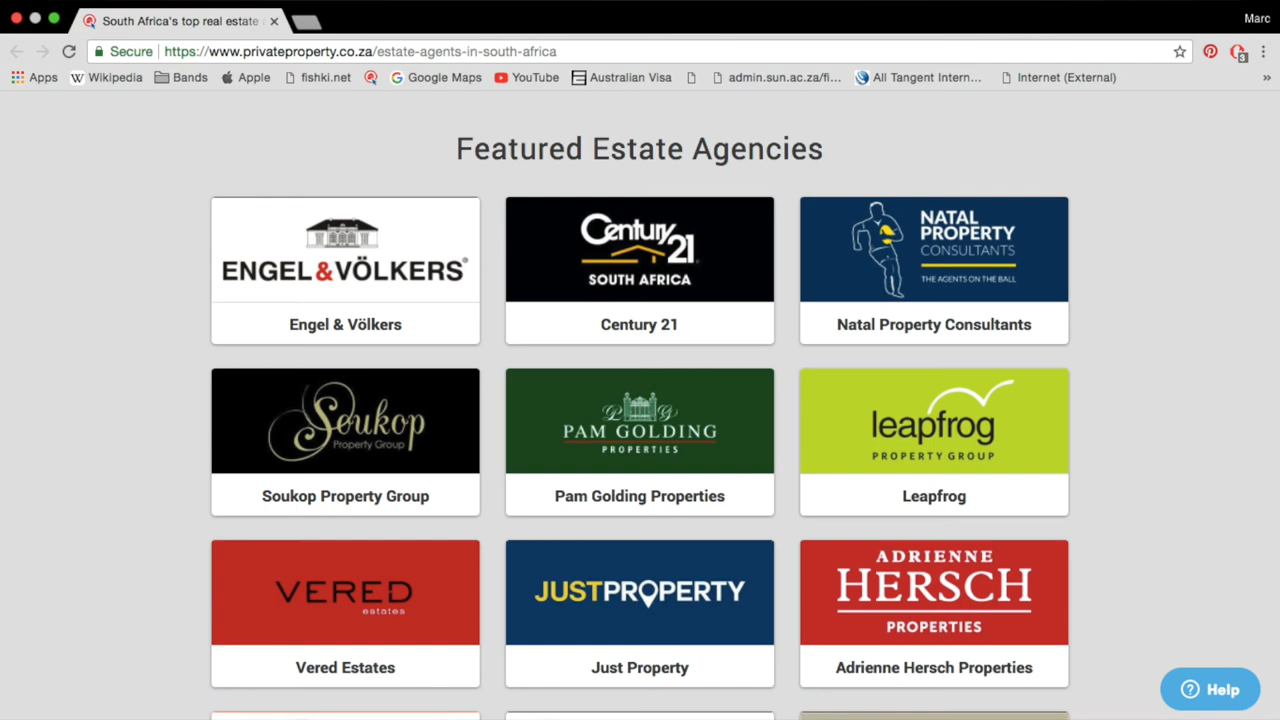 Marc
South Africa's top real estate
Secure https://www.privateproperty.co.za/estate-agents-in-south-africa
3
Apps Wikipedia Bands Apple fishki.net Google Maps YouTube Australian Visa admin.sun.ac.za/fi... All Tangent Intern... Internet (External) »
Featured Estate Agencies
ENGEL&VÖLKERS®
Century 21
SOUTH AFRICA
NATAL
PROPERTY
CONSULTANTS
THE AGENTS ON THE BALL
Engel & Völkers
Century 21
Natal Property Consultants
Soukop
Property Group
P G
PAM GOLDING
PROPERTIES
leapfrog
PROPERTY GROUP
Soukop Property Group
Pam Golding Properties
Leapfrog
VERED
estates
JUSTPROPERTY
ADRIENNE
HERSCH
PROPERTIES
Vered Estates
Just Property
Adrienne Hersch Properties
? Help